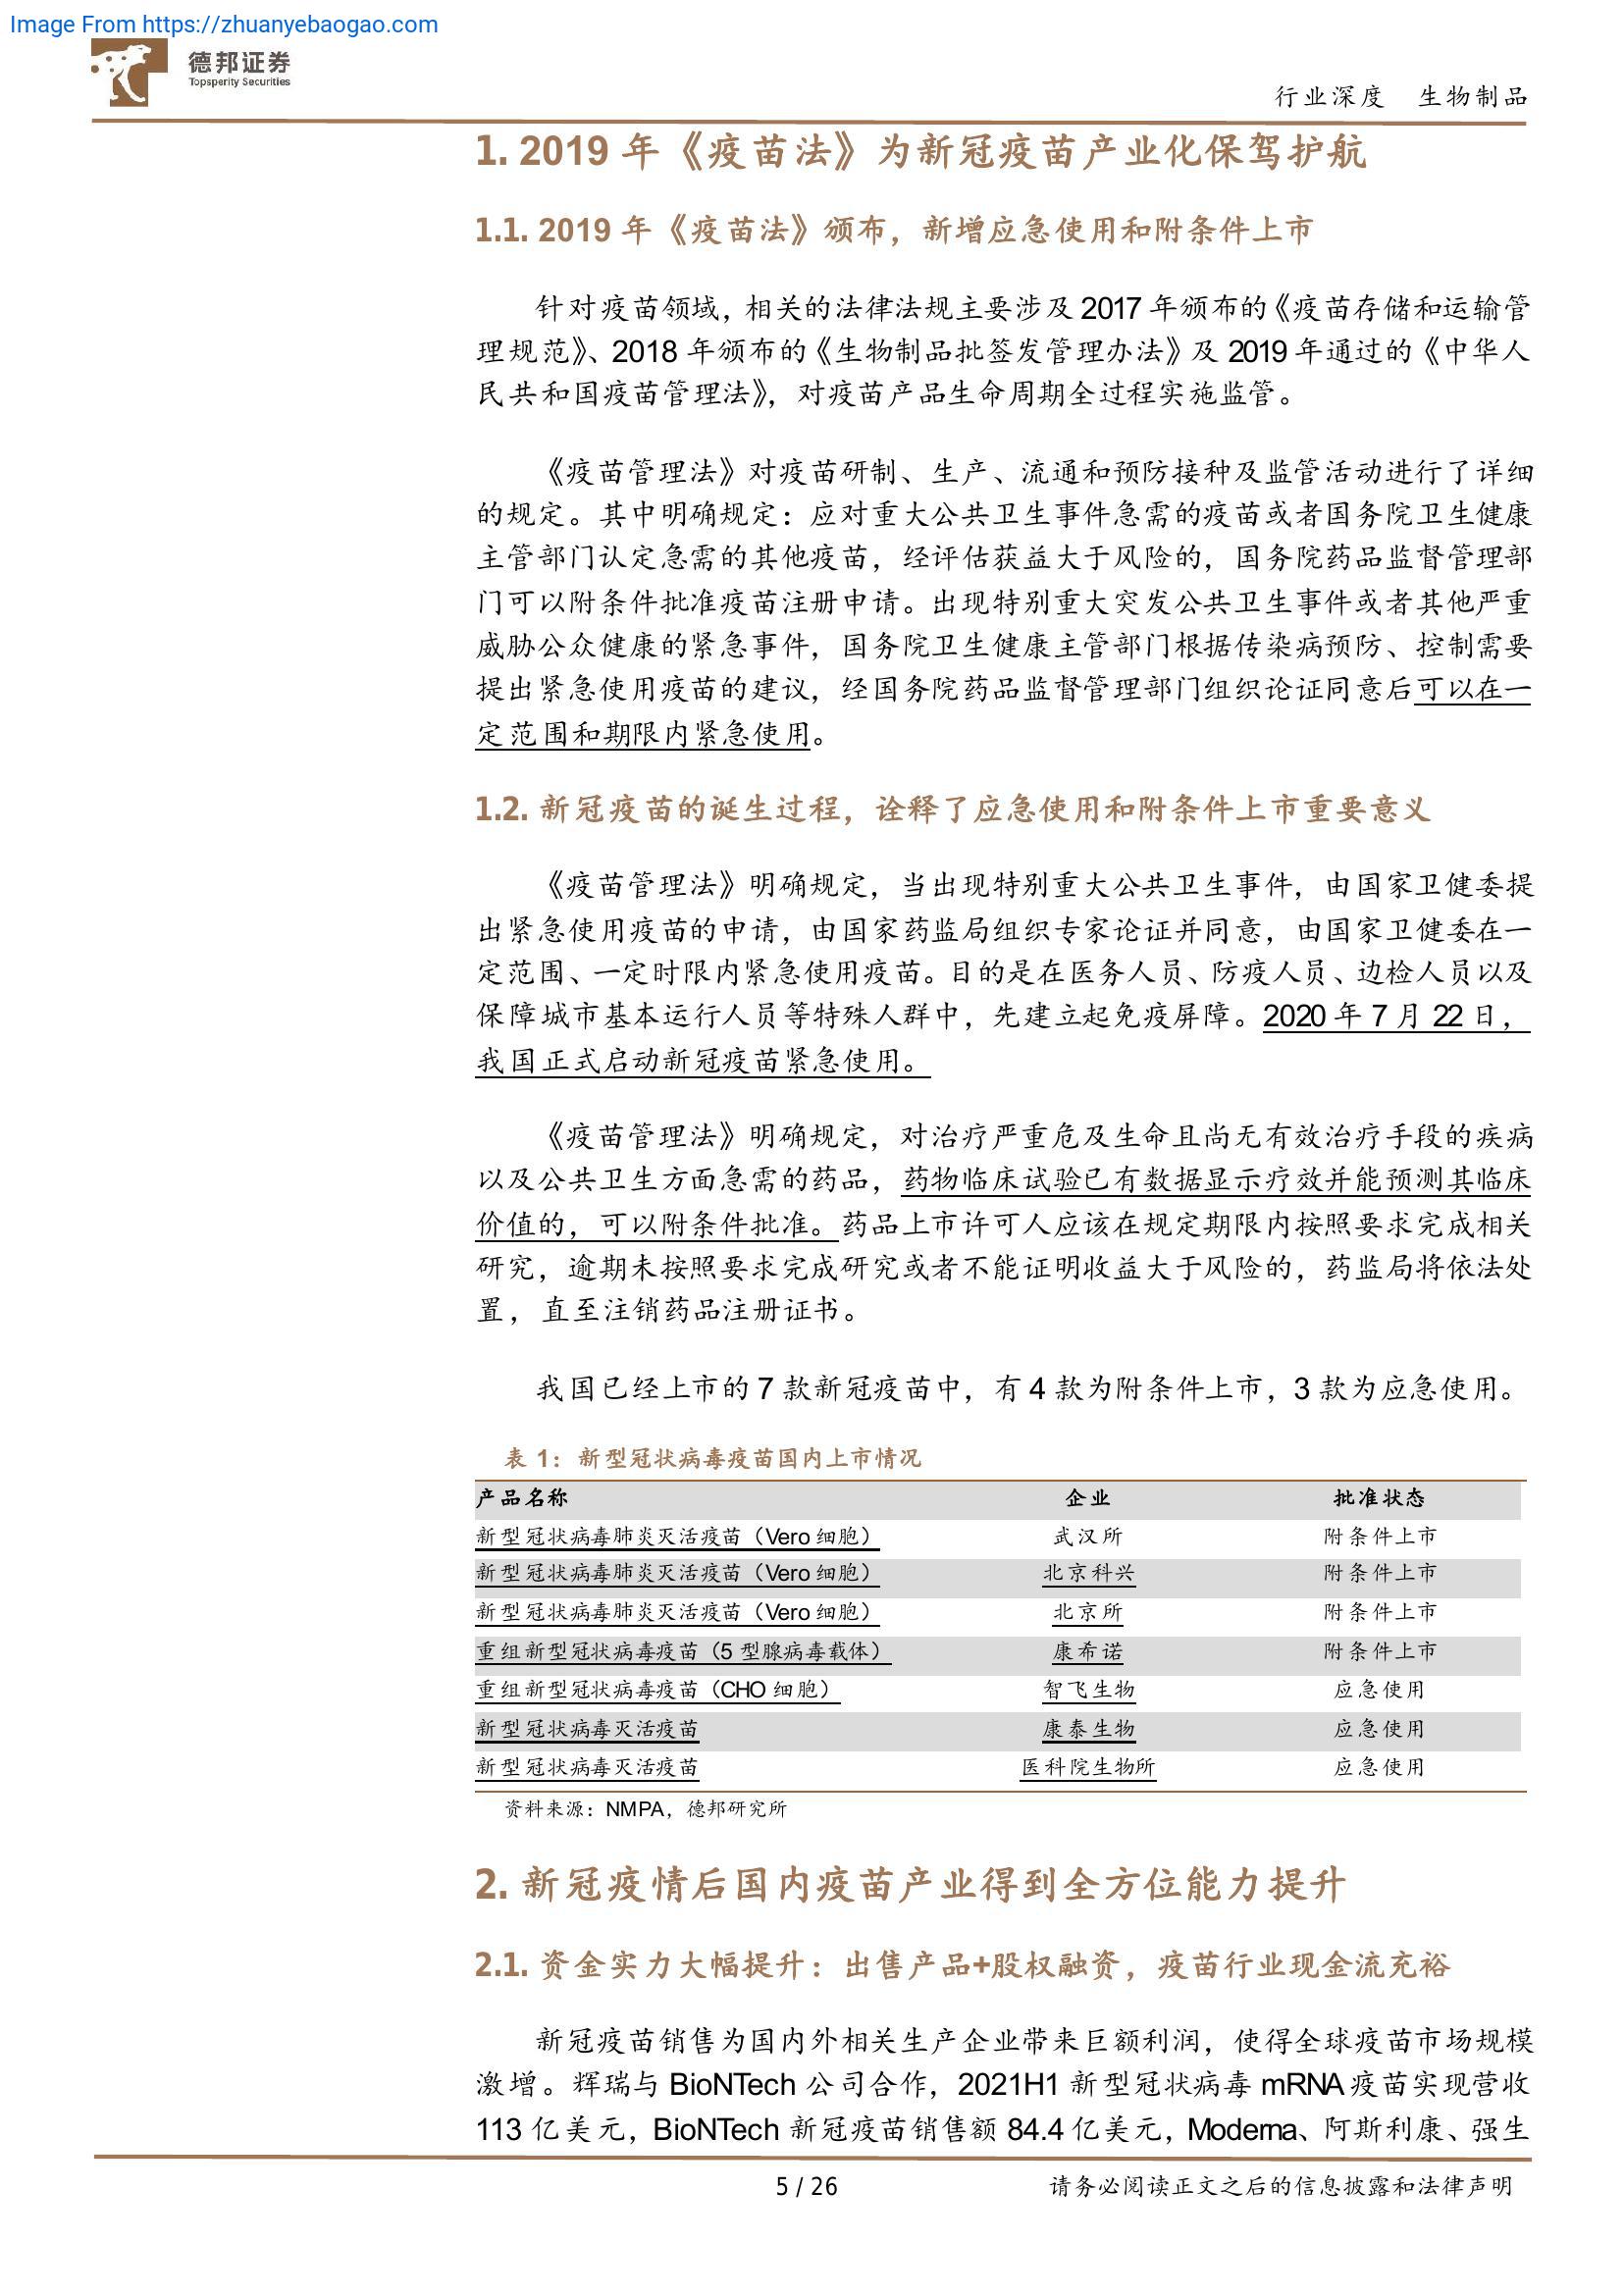 Image From https://zhuanyebaogao.com
德邦证券
Topsperity Securities
行业深度 生物制品
1. 2019 年《疫苗法》为新冠疫苗产业化保驾护航
1.1. 2019 年《疫苗法》颁布，新增应急使用和附条件上市
针对疫苗领域，相关的法律法规主要涉及 2017 年颁布的《疫苗存储和运输管
理规范》、2018 年颁布的《生物制品批签发管理办法》及 2019 年通过的《中华人
民共和国疫苗管理法》，对疫苗产品生命周期全过程实施监管。
《疫苗管理法》对疫苗研制、生产、流通和预防接种及监管活动进行了详细
的规定。其中明确规定：应对重大公共卫生事件急需的疫苗或者国务院卫生健康
主管部门认定急需的其他疫苗，经评估获益大于风险的，国务院药品监督管理部
门可以附条件批准疫苗注册申请。出现特别重大突发公共卫生事件或者其他严重
威胁公众健康的紧急事件，国务院卫生健康主管部门根据传染病预防、控制需要
提出紧急使用疫苗的建议，经国务院药品监督管理部门组织论证同意后可以在一
定范围和期限内紧急使用。
1.2. 新冠疫苗的诞生过程，诠释了应急使用和附条件上市重要意义
《疫苗管理法》明确规定，当出现特别重大公共卫生事件，由国家卫健委提
出紧急使用疫苗的申请，由国家药监局组织专家论证并同意，由国家卫健委在一
定范围、一定时限内紧急使用疫苗。目的是在医务人员、防疫人员、边检人员以及
保障城市基本运行人员等特殊人群中，先建立起免疫屏障。2020 年 7 月 22 日，
我国正式启动新冠疫苗紧急使用。
《疫苗管理法》明确规定，对治疗严重危及生命且尚无有效治疗手段的疾病
以及公共卫生方面急需的药品，药物临床试验已有数据显示疗效并能预测其临床
价值的，可以附条件批准。药品上市许可人应该在规定期限内按照要求完成相关
研究，逾期未按照要求完成研究或者不能证明收益大于风险的，药监局将依法处
置，直至注销药品注册证书。
我国已经上市的 7 款新冠疫苗中，有 4 款为附条件上市，3 款为应急使用。
表 1：新型冠状病毒疫苗国内上市情况
产品名称 企业 批准状态
新型冠状病毒肺炎灭活疫苗（Vero 细胞） 武汉所 附条件上市
新型冠状病毒肺炎灭活疫苗（Vero 细胞） 北京科兴 附条件上市
新型冠状病毒肺炎灭活疫苗（Vero 细胞） 北京所 附条件上市
重组新型冠状病毒疫苗（5 型腺病毒载体） 康希诺 附条件上市
重组新型冠状病毒疫苗（CHO 细胞） 智飞生物 应急使用
新型冠状病毒灭活疫苗 康泰生物 应急使用
新型冠状病毒灭活疫苗 医科院生物所 应急使用
资料来源：NMPA，德邦研究所
2. 新冠疫情后国内疫苗产业得到全方位能力提升
2.1. 资金实力大幅提升：出售产品+股权融资，疫苗行业现金流充裕
新冠疫苗销售为国内外相关生产企业带来巨额利润，使得全球疫苗市场规模
激增。辉瑞与 BioNTech 公司合作，2021H1 新型冠状病毒 mRNA 疫苗实现营收
113 亿美元，BioNTech 新冠疫苗销售额 84.4 亿美元，Moderna、阿斯利康、强生
5 / 26
请务必阅读正文之后的信息披露和法律声明